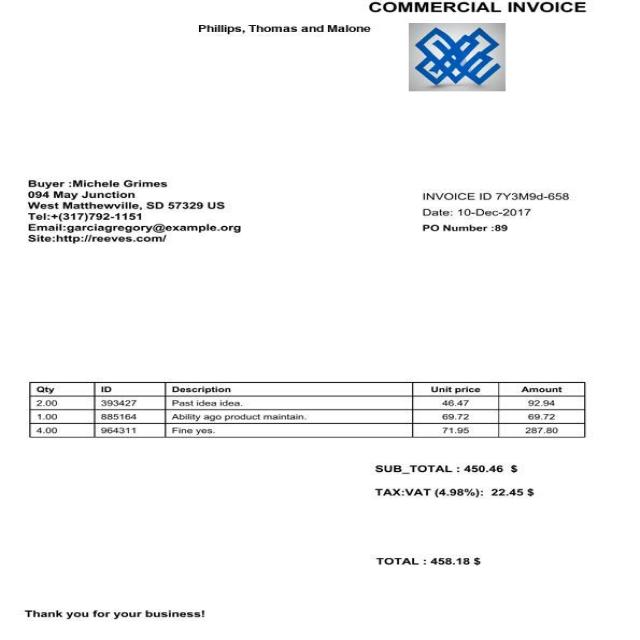 COMMERCIAL INVOICE
Phillips, Thomas and Malone
Buyer :Michele Grimes
094 May Junction
West Matthewville, SD 57329 US
Tel:+(317)792-1151
Email:garciagregory@example.org
Site:http://reeves.com/
INVOICE ID 7Y3M9d-658
Date: 10-Dec-2017
PO Number :89
Qty ID Description Unit price Amount
2.00 393427 Past idea idea. 46.47 92.94
1.00 885164 Ability ago product maintain. 69.72 69.72
4.00 964311 Fine yes. 71.95 287.80
SUB_TOTAL : 450.46 $
TAX:VAT (4.98%): 22.45 $
TOTAL : 458.18 $
Thank you for your business!